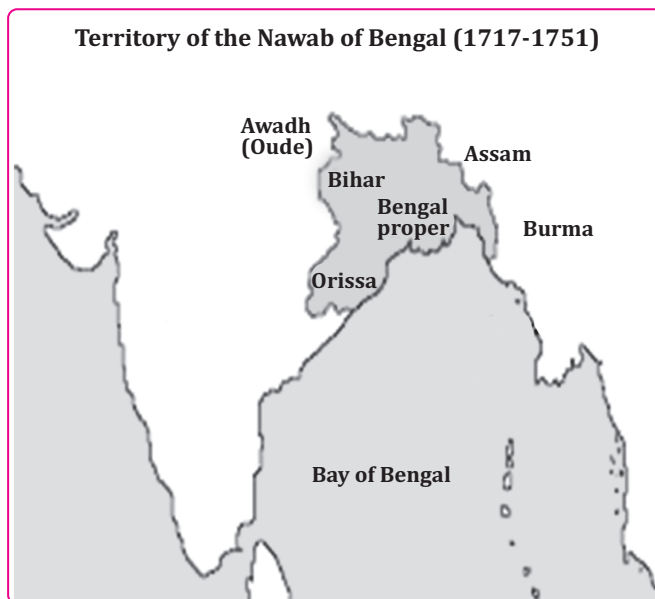 Territory of the Nawab of Bengal (1717-1751)
Awadh
(Oude)
Assam
Bihar
Bengal
proper
Burma
Orissa
Bay of Bengal